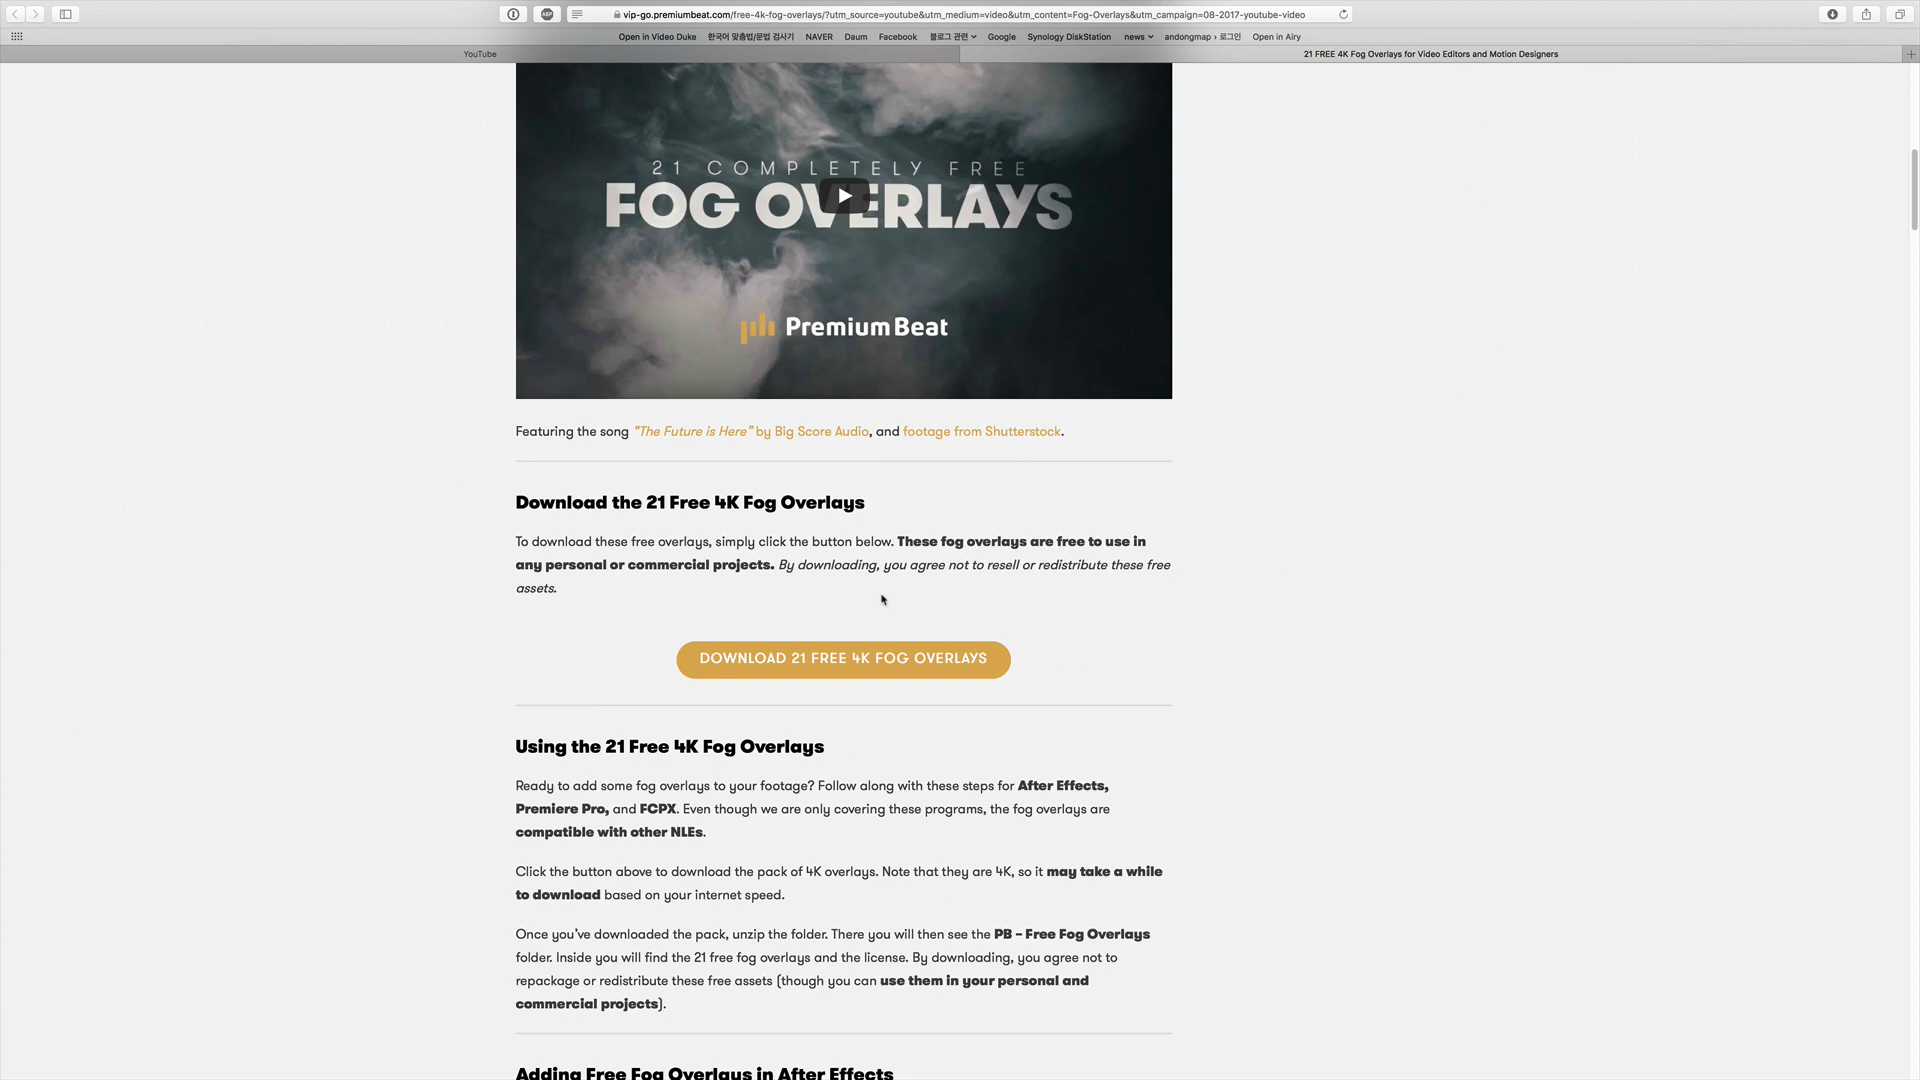 vip-go.premiumbeat.com/free-4k-fog-overlays/?utm_source=youtube&utm_medium=video&utm_content=Fog-Overlays&utm_campaign=08-2017-youtube-video
ABP
Open in Video Duke 한국어 맞춤법/문법 검사기 NAVER Daum Facebook 블로그 관련 Google Synology DiskStation news andongmap › 로그인 Open in Airy
YouTube 21 FREE 4K Fog Overlays for Video Editors and Motion Designers
21 COMPLETELY FREE
FOG OVERLAYS
PremiumBeat
Featuring the song “The Future is Here” by Big Score Audio, and footage from Shutterstock.
Download the 21 Free 4K Fog Overlays
To download these free overlays, simply click the button below. These fog overlays are free to use in
any personal or commercial projects. By downloading, you agree not to resell or redistribute these free
assets.
DOWNLOAD 21 FREE 4K FOG OVERLAYS
Using the 21 Free 4K Fog Overlays
Ready to add some fog overlays to your footage? Follow along with these steps for After Effects,
Premiere Pro, and FCPX. Even though we are only covering these programs, the fog overlays are
compatible with other NLEs.
Click the button above to download the pack of 4K overlays. Note that they are 4K, so it may take a while
to download based on your internet speed.
Once you’ve downloaded the pack, unzip the folder. There you will then see the PB – Free Fog Overlays
folder. Inside you will find the 21 free fog overlays and the license. By downloading, you agree not to
repackage or redistribute these free assets (though you can use them in your personal and
commercial projects).
Adding Free Fog Overlays in After Effects